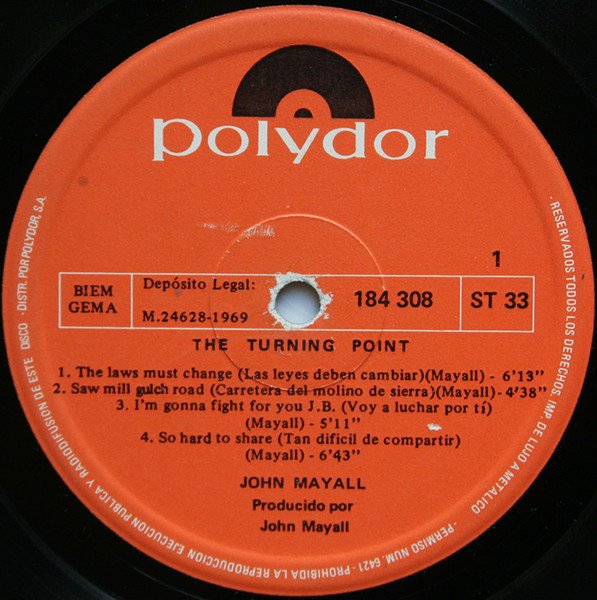 polydor
1
BIEM
GEMA
Depósito Legal:
M.24628-1969
184 308
ST 33
THE TURNING POINT
1. The laws must change (Las leyes deben cambiar)(Mayall) - 6'13"
2. Saw mill gulch road (Carretera del molino de sierra)(Mayall)- 4'38"
3. I'm gonna fight for you J.B. (Voy a luchar por tí)
(Mayall) - 5'11"
4. So hard to share (Tan dificil de compartir)
(Mayall) - 6'43"
JOHN MAYALL
Producido por
John Mayall
- RESERVADOS TODOS LOS DERECHOS. IMP. DE LUJO A METALICO - PERMISO NUM. 6421 - PROHIBIDA LA REPRODUCCION EJECUCION PUBLICA Y RADIODIFUSION DE ESTE DISCO - DISTR. POR POLYDOR, S.A.